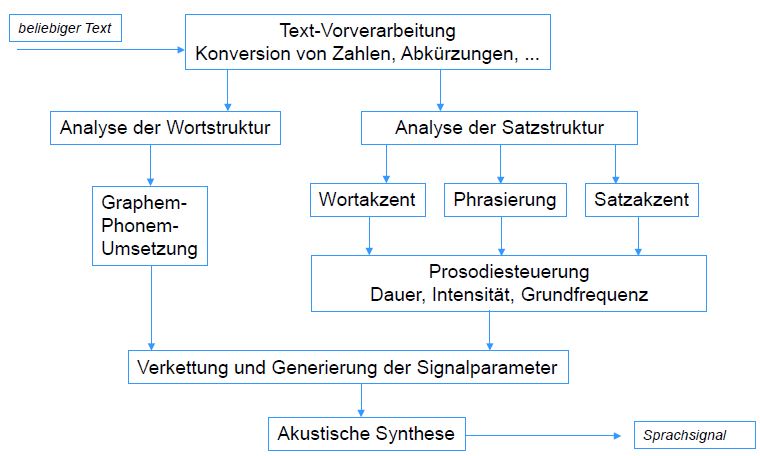 beliebiger Text
Text-Vorverarbeitung
Konversion von Zahlen, Abkürzungen, ...
Analyse der Wortstruktur
Analyse der Satzstruktur
Graphem-
Phonem-
Umsetzung
Wortakzent
Phrasierung
Satzakzent
Prosodiesteuerung
Dauer, Intensität, Grundfrequenz
Verkettung und Generierung der Signalparameter
Akustische Synthese
Sprachsignal